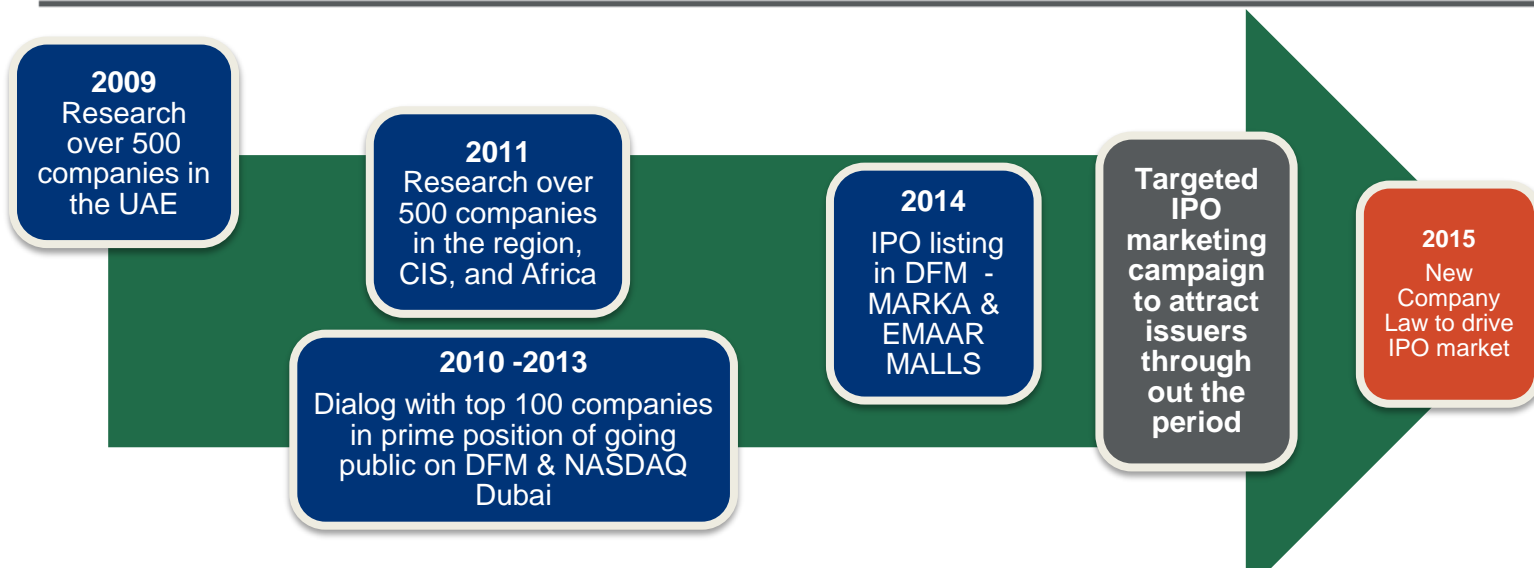 2009
Research
over 500
companies in
the UAE
2011
Research over
500 companies
in the region,
CIS, and Africa
2010 -2013
Dialog with top 100 companies
in prime position of going
public on DFM & NASDAQ
Dubai
2014
IPO listing
in DFM -
MARKA &
EMAAR
MALLS
Targeted
IPO
marketing
campaign
to attract
issuers
through
out the
period
2015
New
Company
Law to drive
IPO market